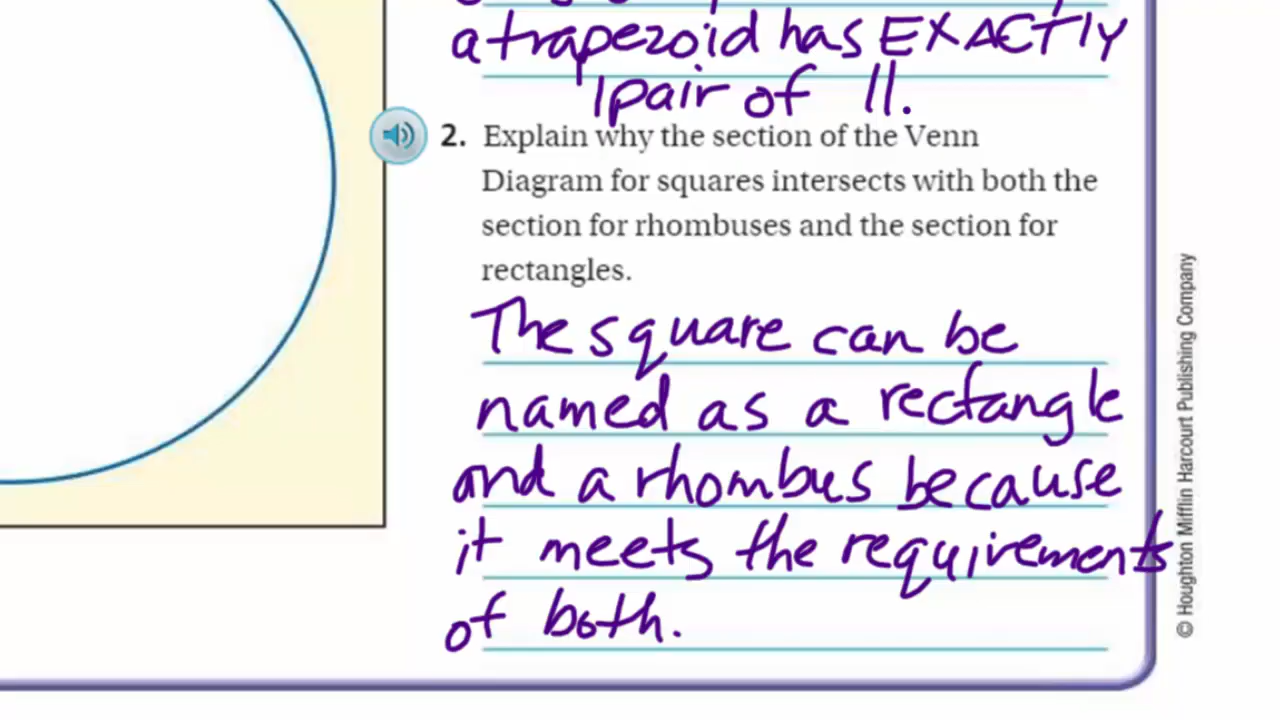 a trapezoid has EXACTLY
1 pair of ||.
2. Explain why the section of the Venn
Diagram for squares intersects with both the
section for rhombuses and the section for
rectangles.
The square can be
named as a rectangle
and a rhombus because
it meets the requirements
of both.
© Houghton Mifflin Harcourt Publishing Company